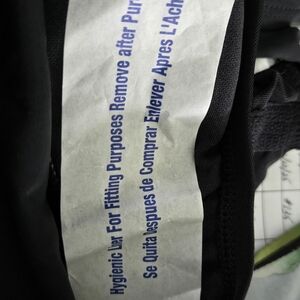 Hygienic Liner For Fitting Purposes Remove after Pur
Se Quita Despues de Comprar Enlever Apres L'Ach